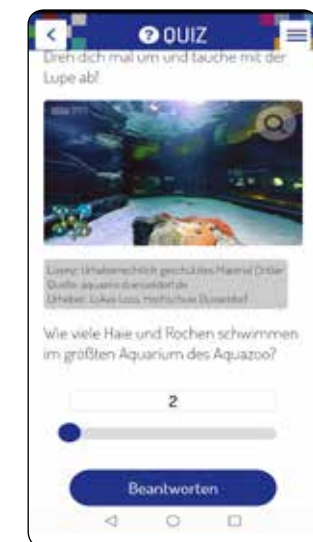 QUIZ
Dreh dich mal um und tauche mit der
Lupe ab!
Lizenz: Urheberrechtlich geschütztes Material Dritter
Quelle: aquazoo.duesseldorf.de
Urheber: Lukas Loss, Hochschule Düsseldorf
Wie viele Haie und Rochen schwimmen
im größten Aquarium des Aquazoo?
2
Beantworten